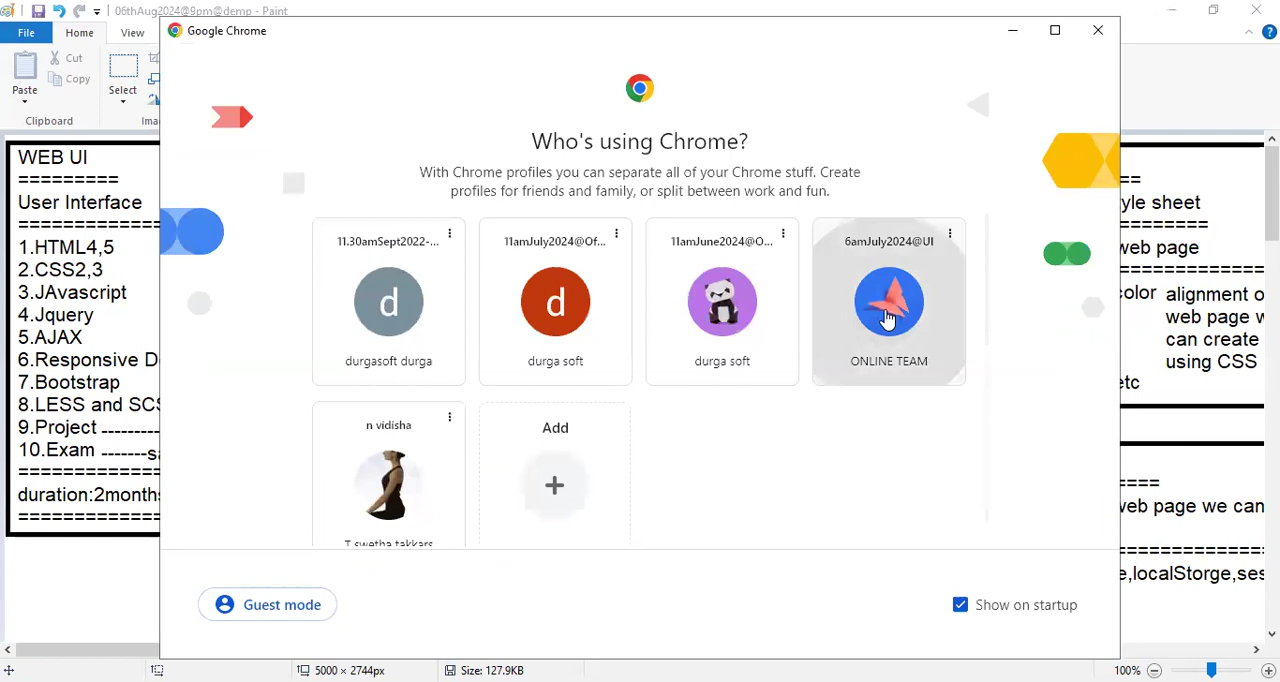 06thAug2024@9pm@demp - Paint
File
Home
View
Paste
Cut
Copy
Select
Clipboard
Ima
WEB UI
=========
User Interface
1.HTML4,5
2.CSS2,3
3.JAvascript
4.Jquery
5.AJAX
6.Responsive D
7.Bootstrap
8.LESS and SCS
9.Project --------
10.Exam -------sa
duration:2months
Google Chrome
Who's using Chrome?
With Chrome profiles you can separate all of your Chrome stuff. Create
profiles for friends and family, or split between work and fun.
11.30amSept2022-...
11amJuly2024@Of...
11amJune2024@O...
6amJuly2024@UI
d
d
durgasoft durga
durga soft
durga soft
ONLINE TEAM
n vidisha
Add
T swetha takkars
Guest mode
Show on startup
yle sheet
web page
color
alignment o
web page w
can create
using CSS
etc
web page we can
e,localStorge,ses
5000 × 2744px
Size: 127.9KB
100%